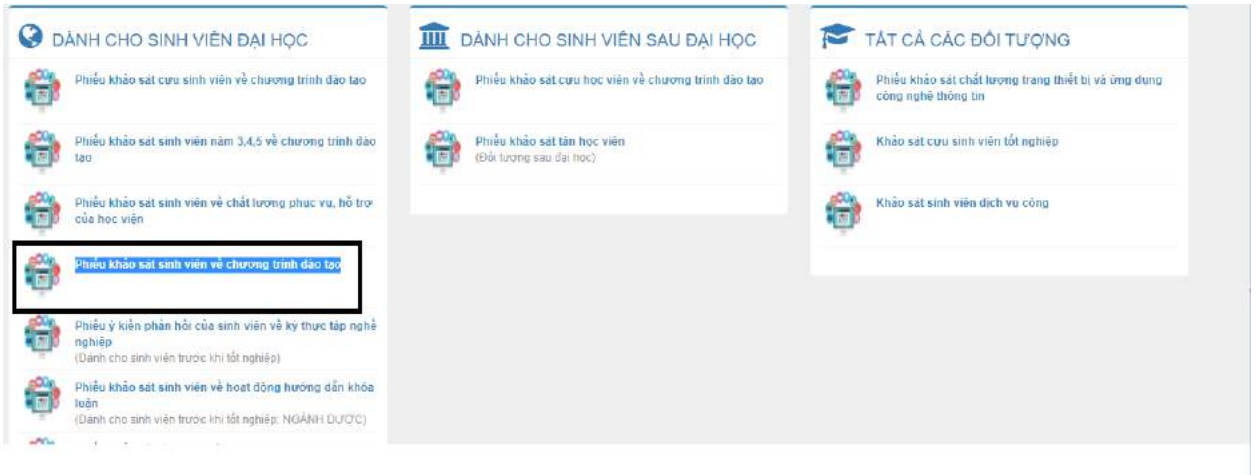 DÀNH CHO SINH VIÊN ĐẠI HỌC
Phiếu khảo sát cựu sinh viên về chương trình đào tạo
Phiếu khảo sát sinh viên năm 3,4,5 về chương trình đào
tạo
Phiếu khảo sát sinh viên về chất lượng phục vụ, hỗ trợ
của học viện
Phiếu khảo sát sinh viên về chương trình đào tạo
Phiếu ý kiến phản hồi của sinh viên về kỳ thực tập nghề
nghiệp
(Dành cho sinh viên trước khi tốt nghiệp)
Phiếu khảo sát sinh viên về hoạt động hướng dẫn khóa
luận
(Dành cho sinh viên trước khi tốt nghiệp: NGÀNH DƯỢC)
DÀNH CHO SINH VIÊN SAU ĐẠI HỌC
Phiếu khảo sát cựu học viên về chương trình đào tạo
Phiếu khảo sát tân học viên
(Đối tượng sau đại học)
TẤT CẢ CÁC ĐỐI TƯỢNG
Phiếu khảo sát chất lượng trang thiết bị và ứng dụng
công nghệ thông tin
Khảo sát cựu sinh viên tốt nghiệp
Khảo sát sinh viên dịch vụ công